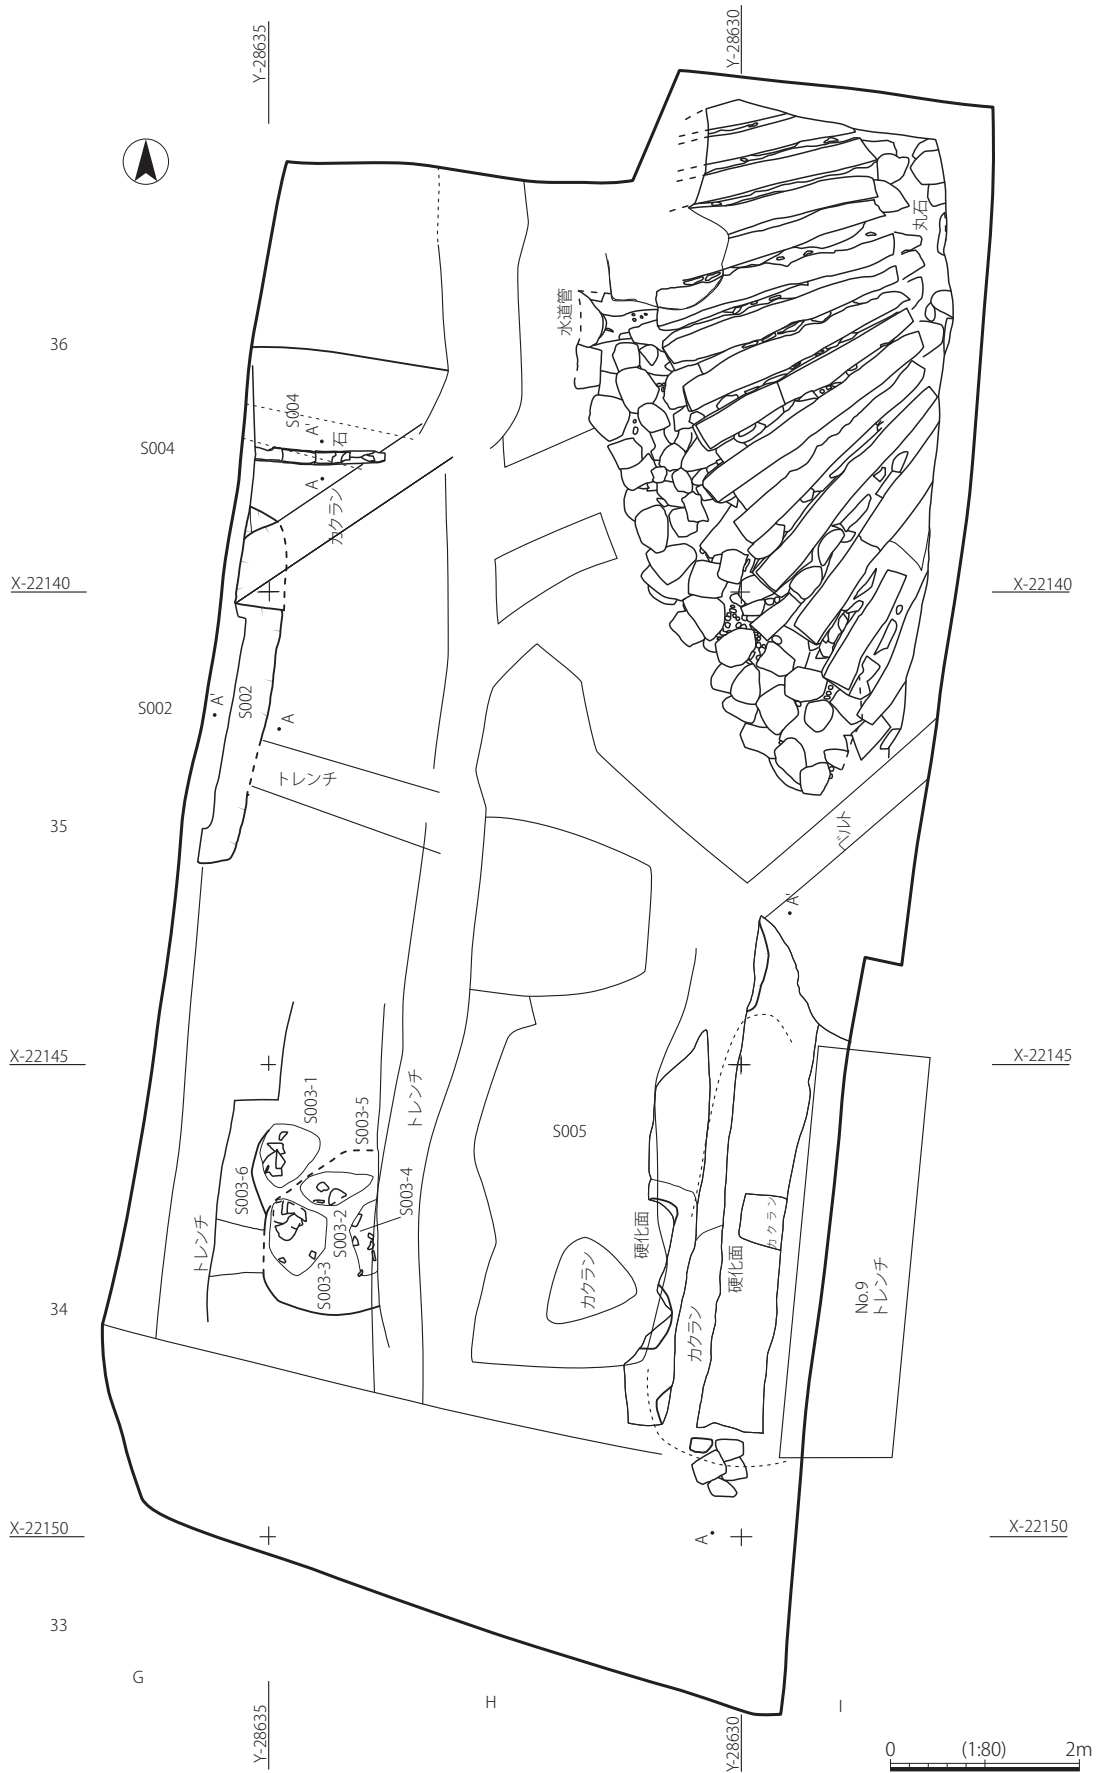 Y-28635
Y-28630
丸石
水道管
36
S004
A'
石
S004
A
カクラン
X-22140
X-22140
S002
A'
S002
A
トレンチ
35
ベルト
A'
X-22145
X-22145
S003-1
S003-5
トレンチ
S005
S003-6
S003-4
S003-2
トレンチ
硬化面
カクラン
硬化面
カクラン
S003-3
No.9
トレンチ
34
カクラン
X-22150
A
X-22150
33
G
H
I
Y-28635
Y-28630
0 (1:80) 2m